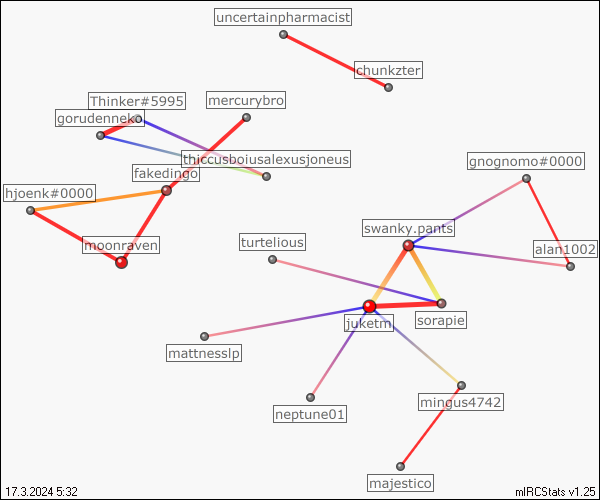 uncertainpharmacist
chunkzter
Thinker#5995
mercurybro
gorudenneko
thiccusboiusalexusjoneus
gnognomo#0000
fakedingo
hjoenk#0000
swanky.pants
moonraven
turtelious
alan1002
juketm
sorapie
mattnesslp
mingus4742
neptune01
majestico
17.3.2024 5:32
mIRCStats v1.25